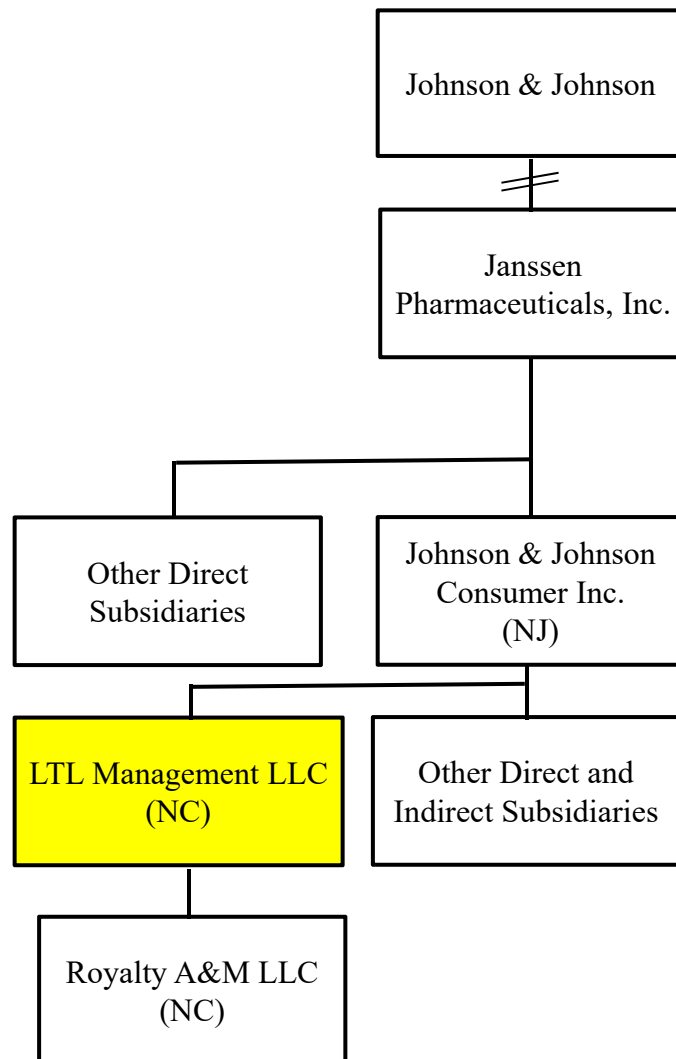 Johnson & Johnson
Janssen
Pharmaceuticals, Inc.
Other Direct
Subsidiaries
Johnson & Johnson
Consumer Inc.
(NJ)
LTL Management LLC
(NC)
Other Direct and
Indirect Subsidiaries
Royalty A&M LLC
(NC)